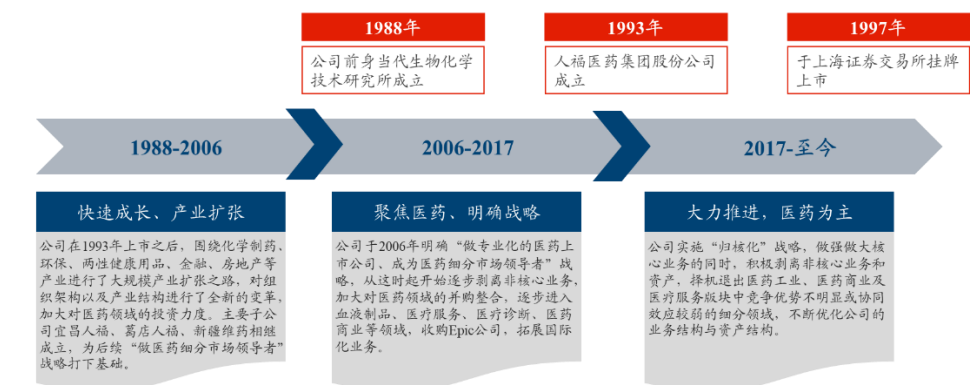 1988年
公司前身当代生物化学
技术研究所成立
1993年
人福医药集团股份公司
成立
1997年
于上海证券交易所挂牌
上市
1988-2006
2006-2017
2017-至今
快速成长、产业扩张
公司在1993年上市之后，围绕化学制药、
环保、两性健康用品、金融、房地产等
产业进行了大规模产业扩张之路，对组
织架构以及产业结构进行了全新的变革，
加大对医药领域的投资力度。主要子公
司宜昌人福、葛店人福、新疆维药相继
成立，为后续“做医药细分市场领导者”
战略打下基础。
聚焦医药、明确战略
公司于2006年明确“做专业化的医药上
市公司、成为医药细分市场领导者”战
略，从这时起开始逐步剥离非核心业务，
加大对医药领域的并购整合，逐步进入
血液制品、医疗服务、医疗诊断、医药
商业等领域，收购Epic公司，拓展国际
化业务。
大力推进，医药为主
公司实施“归核化”战略，做强做大核
心业务的同时，积极剥离非核心业务和
资产，择机退出医药工业、医药商业及
医疗服务版块中竞争优势不明显或协同
效应较弱的细分领域，不断优化公司的
业务结构与资产结构。